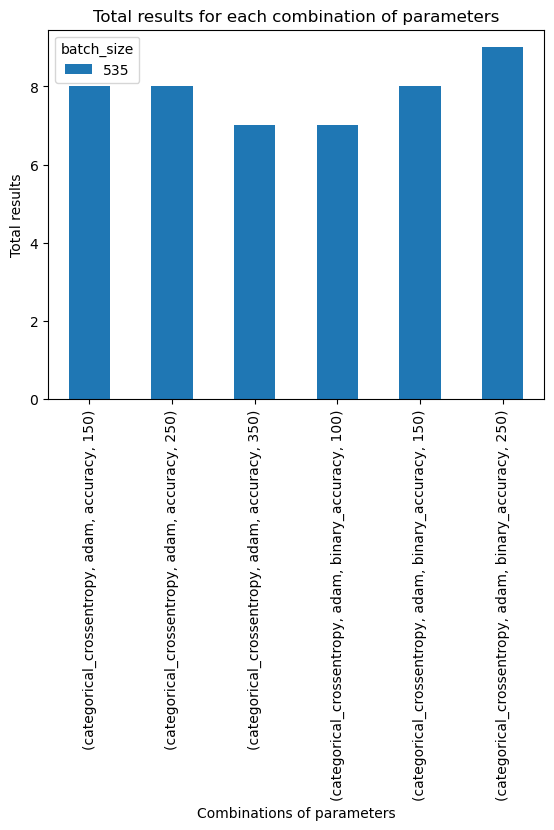 Total results for each combination of parameters
batch_size
535
Total results
8
6
4
2
0
(categorical_crossentropy, adam, accuracy, 150)
(categorical_crossentropy, adam, accuracy, 250)
(categorical_crossentropy, adam, accuracy, 350)
(categorical_crossentropy, adam, binary_accuracy, 100)
(categorical_crossentropy, adam, binary_accuracy, 150)
(categorical_crossentropy, adam, binary_accuracy, 250)
Combinations of parameters